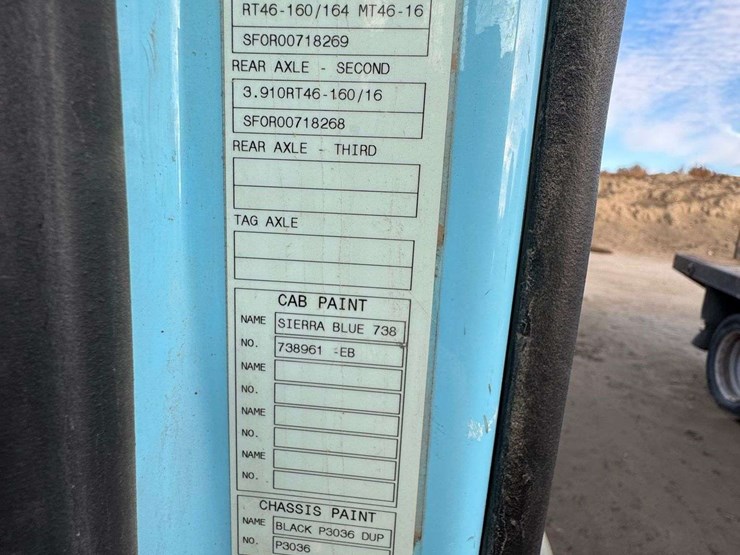 RT46-160/164 MT46-16
SFOR00718269
REAR AXLE - SECOND
3.910RT46-160/16
SFOR00718268
REAR AXLE - THIRD
TAG AXLE
CAB PAINT
NAME SIERRA BLUE 738
NO. 738961 -EB
NAME
NO.
NAME
NO.
NAME
NO.
CHASSIS PAINT
NAME BLACK P3036 DUP
NO. P3036